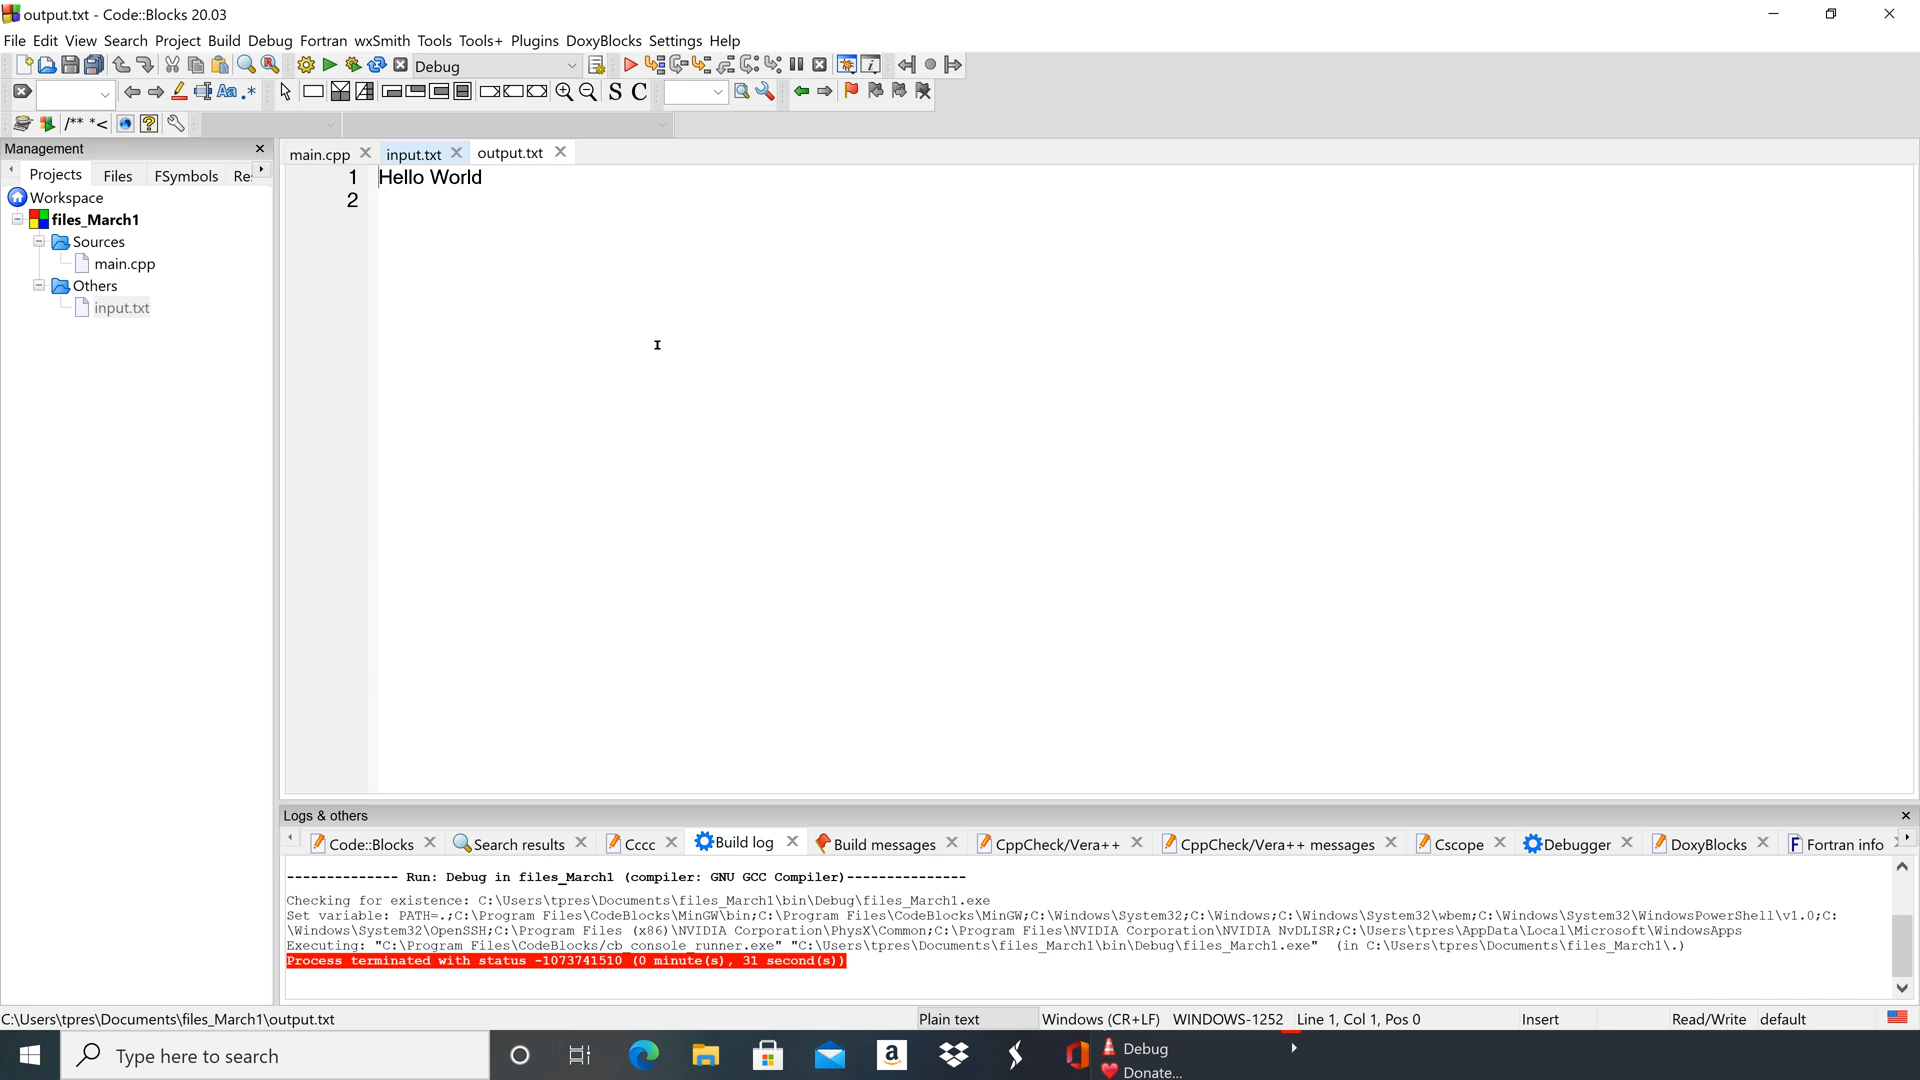 output.txt - Code::Blocks 20.03
File Edit View Search Project Build Debug Fortran wxSmith Tools Tools+ Plugins DoxyBlocks Settings Help
Debug
Aa .*
S C
/** *<
Management
Projects Files FSymbols Re
Workspace
files_March1
Sources
main.cpp
Others
input.txt
main.cpp input.txt output.txt
1 Hello World
2
Logs & others
Code::Blocks Search results Cccc Build log Build messages CppCheck/Vera++ CppCheck/Vera++ messages Cscope Debugger DoxyBlocks Fortran info
-------------- Run: Debug in files_March1 (compiler: GNU GCC Compiler)---------------
Checking for existence: C:\Users\tpres\Documents\files_March1\bin\Debug\files_March1.exe
Set variable: PATH=.;C:\Program Files\CodeBlocks\MinGW\bin;C:\Program Files\CodeBlocks\MinGW;C:\Windows\System32;C:\Windows;C:\Windows\System32\wbem;C:\Windows\System32\WindowsPowerShell\v1.0;C:
\Windows\System32\OpenSSH;C:\Program Files (x86)\NVIDIA Corporation\PhysX\Common;C:\Program Files\NVIDIA Corporation\NVIDIA NvDLISR;C:\Users\tpres\AppData\Local\Microsoft\WindowsApps
Executing: "C:\Program Files\CodeBlocks/cb_console_runner.exe" "C:\Users\tpres\Documents\files_March1\bin\Debug\files_March1.exe"  (in C:\Users\tpres\Documents\files_March1\.)
Process terminated with status -1073741510 (0 minute(s), 31 second(s))
C:\Users\tpres\Documents\files_March1\output.txt Plain text Windows (CR+LF) WINDOWS-1252 Line 1, Col 1, Pos 0 Insert Read/Write default
Type here to search
Debug
Donate...